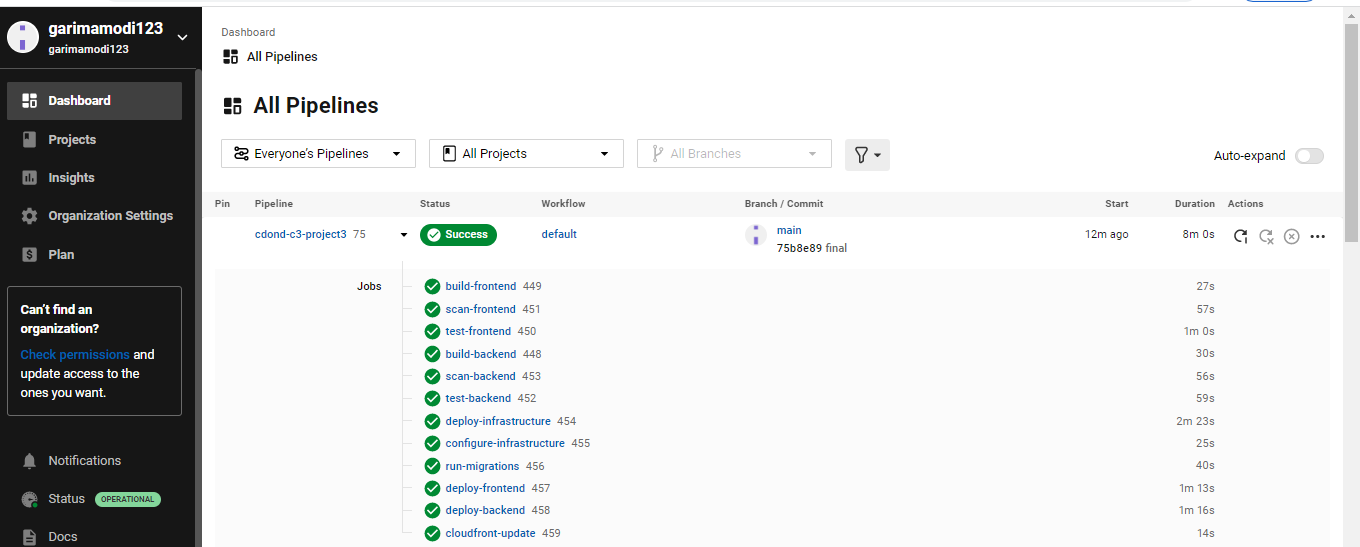 garimamodi123
garimamodi123
Dashboard
Projects
Insights
Organization Settings
Plan
Can't find an
organization?
Check permissions and
update access to the
ones you want.
Notifications
Status OPERATIONAL
Docs
Dashboard
All Pipelines
All Pipelines
Everyone's Pipelines All Projects All Branches Auto-expand
Pin Pipeline Status Workflow Branch / Commit Start Duration Actions
cdond-c3-project3 75 Success default main 12m ago 8m 0s
75b8e89 final
Jobs build-frontend 449 27s
scan-frontend 451 57s
test-frontend 450 1m 0s
build-backend 448 30s
scan-backend 453 56s
test-backend 452 59s
deploy-infrastructure 454 2m 23s
configure-infrastructure 455 25s
run-migrations 456 40s
deploy-frontend 457 1m 13s
deploy-backend 458 1m 16s
cloudfront-update 459 14s